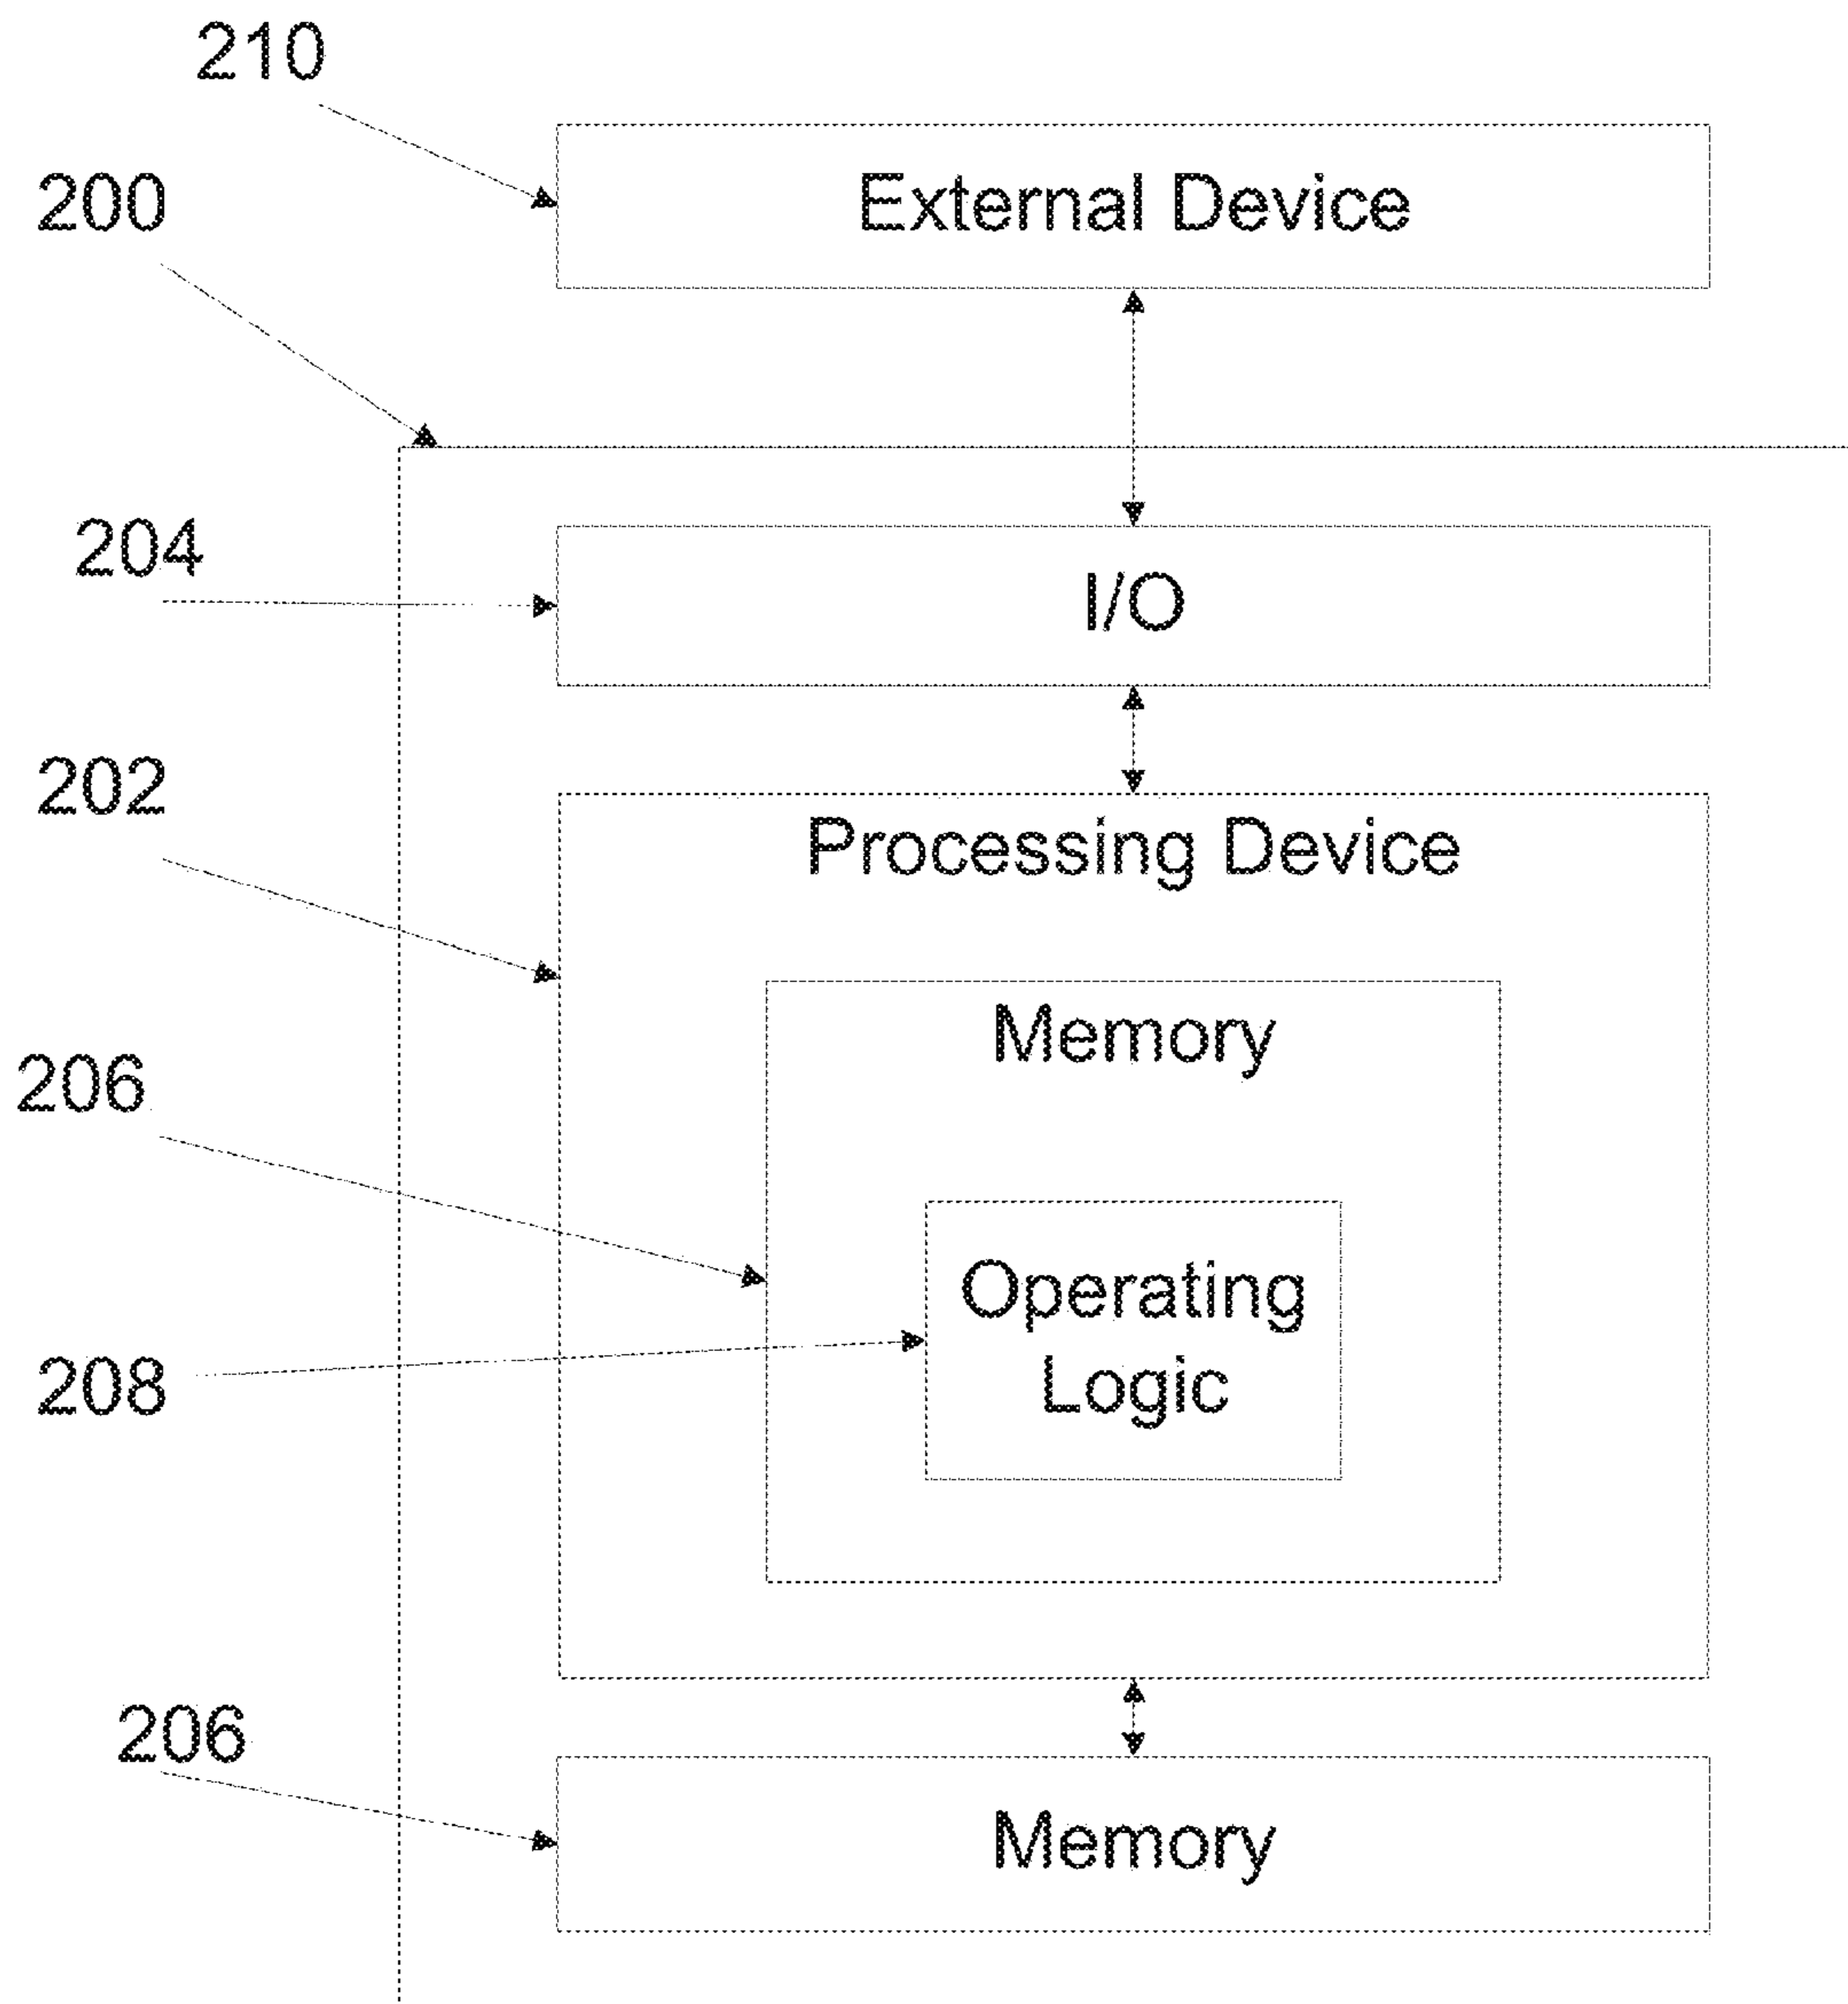 210
External Device
200
204
I/O
202
Processing Device
Memory
206
Operating
Logic
208
206
Memory